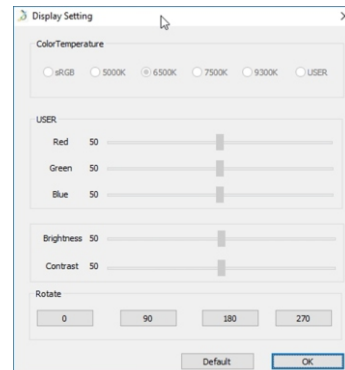 Display Setting
ColorTemperature
sRGB 5000K 6500K 7500K 9300K USER
USER
Red 50
Green 50
Blue 50
Brightness 50
Contrast 50
Rotate
0 90 180 270
Default OK